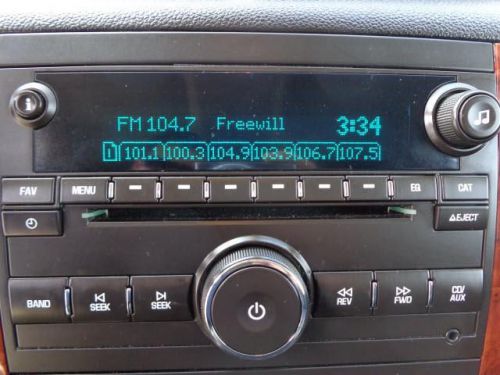 FM 104.7 Freewill 3:34
1 101.1 100.3 104.9 103.9 106.7 107.5
FAV MENU EQ CAT
EJECT
BAND SEEK SEEK REV FWD CD/AUX